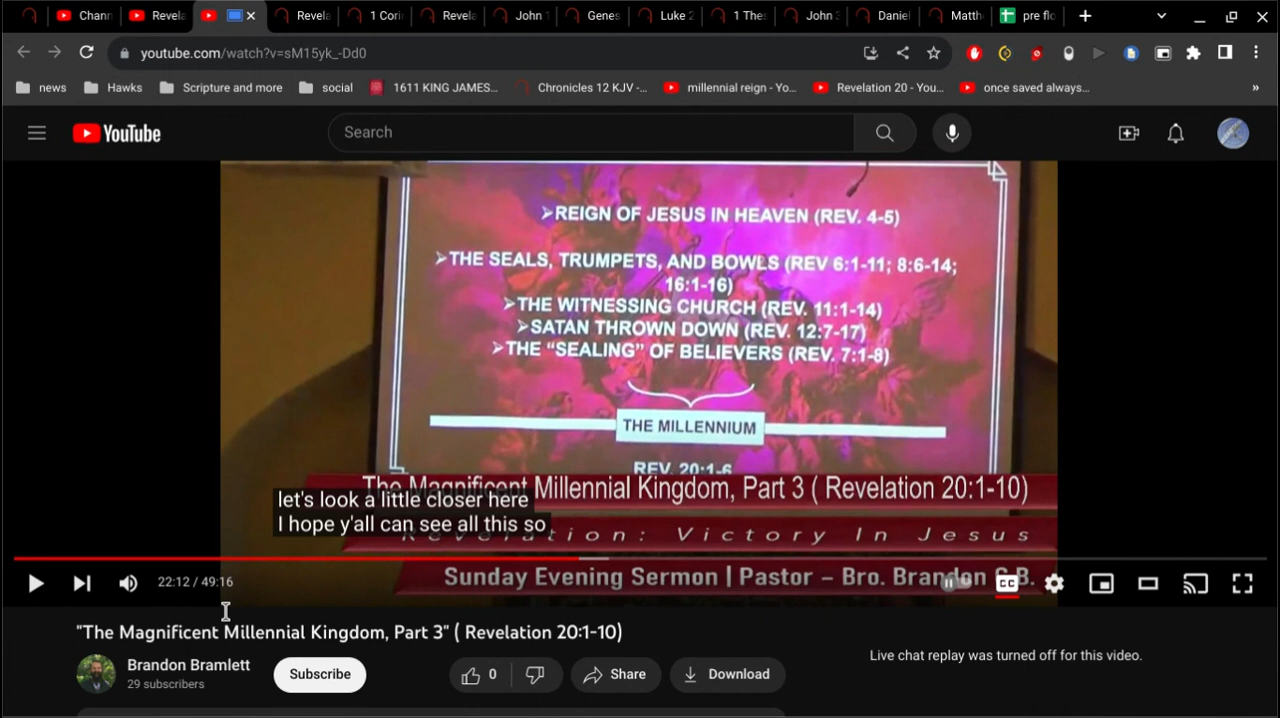 Chann
Revela
Revela
1 Corin
Revela
John 1
Genes
Luke 2
1 Thes
John 3
Daniel
Matth
pre flo
youtube.com/watch?v=sM15yk_-Dd0
news
Hawks
Scripture and more
social
1611 KING JAMES...
Chronicles 12 KJV -...
millennial reign - Yo...
Revelation 20 - You...
once saved always...
»
YouTube
Search
➢REIGN OF JESUS IN HEAVEN (REV. 4-5)
➢THE SEALS, TRUMPETS, AND BOWLS (REV 6:1-11; 8:6-14;
16:1-16)
➢THE WITNESSING CHURCH (REV. 11:1-14)
➢SATAN THROWN DOWN (REV. 12:7-17)
➢THE “SEALING” OF BELIEVERS (REV. 7:1-8)
THE MILLENNIUM
REV. 20:1-6
The Magnificent Millennial Kingdom, Part 3 ( Revelation 20:1-10)
let's look a little closer here
I hope y'all can see all this so
Revelation: Victory In Jesus
Sunday Evening Sermon | Pastor – Bro. Brandon S.B.
22:12 / 49:16
CC
"The Magnificent Millennial Kingdom, Part 3" ( Revelation 20:1-10)
Brandon Bramlett
29 subscribers
Subscribe
0
Share
Download
Live chat replay was turned off for this video.